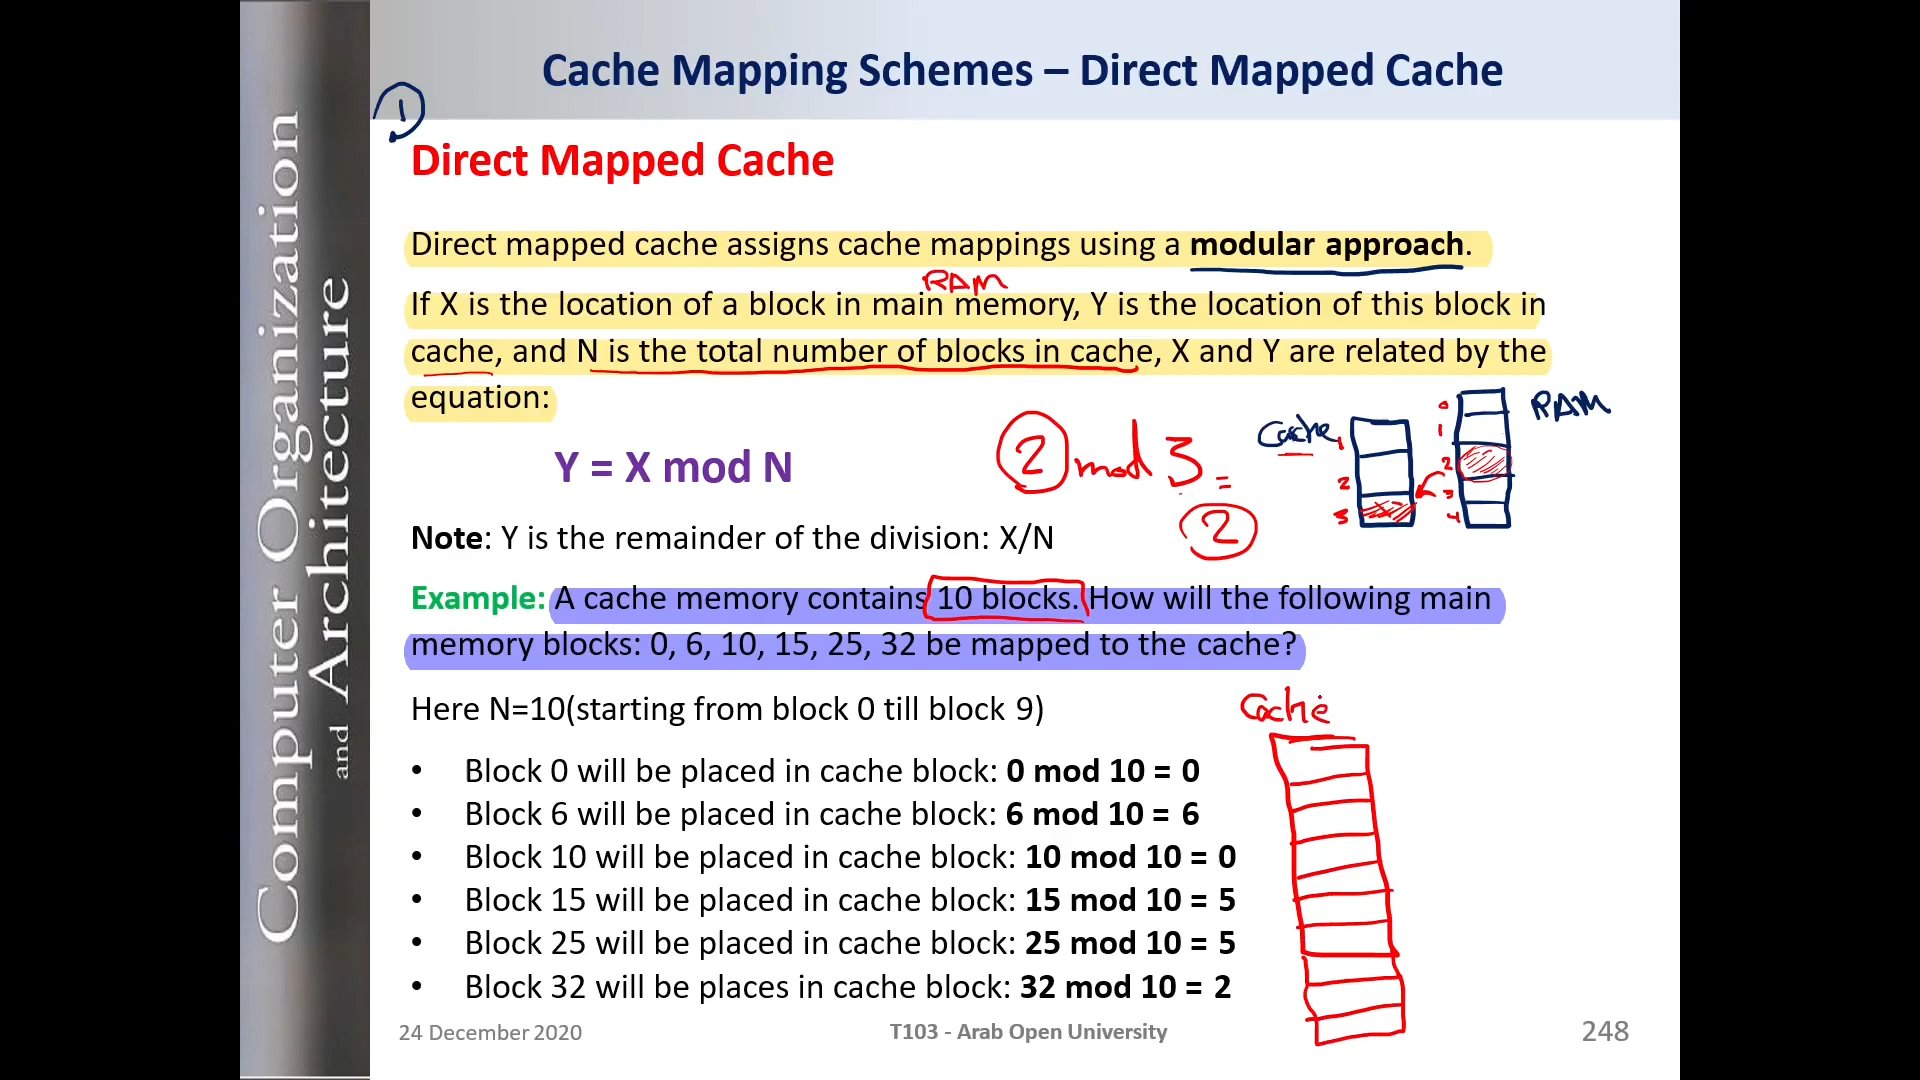 Computer Organization
and Architecture
Cache Mapping Schemes – Direct Mapped Cache
1
Direct Mapped Cache
Direct mapped cache assigns cache mappings using a modular approach.
RAM
If X is the location of a block in main memory, Y is the location of this block in
cache, and N is the total number of blocks in cache, X and Y are related by the
equation:
Y = X mod N
2 mod 3 =
2
Cache
1
2
3
RAM
0
1
2
3
4
Note: Y is the remainder of the division: X/N
Example: A cache memory contains 10 blocks. How will the following main
memory blocks: 0, 6, 10, 15, 25, 32 be mapped to the cache?
Here N=10(starting from block 0 till block 9)
Cache
• Block 0 will be placed in cache block: 0 mod 10 = 0
• Block 6 will be placed in cache block: 6 mod 10 = 6
• Block 10 will be placed in cache block: 10 mod 10 = 0
• Block 15 will be placed in cache block: 15 mod 10 = 5
• Block 25 will be placed in cache block: 25 mod 10 = 5
• Block 32 will be places in cache block: 32 mod 10 = 2
24 December 2020
T103 - Arab Open University
248